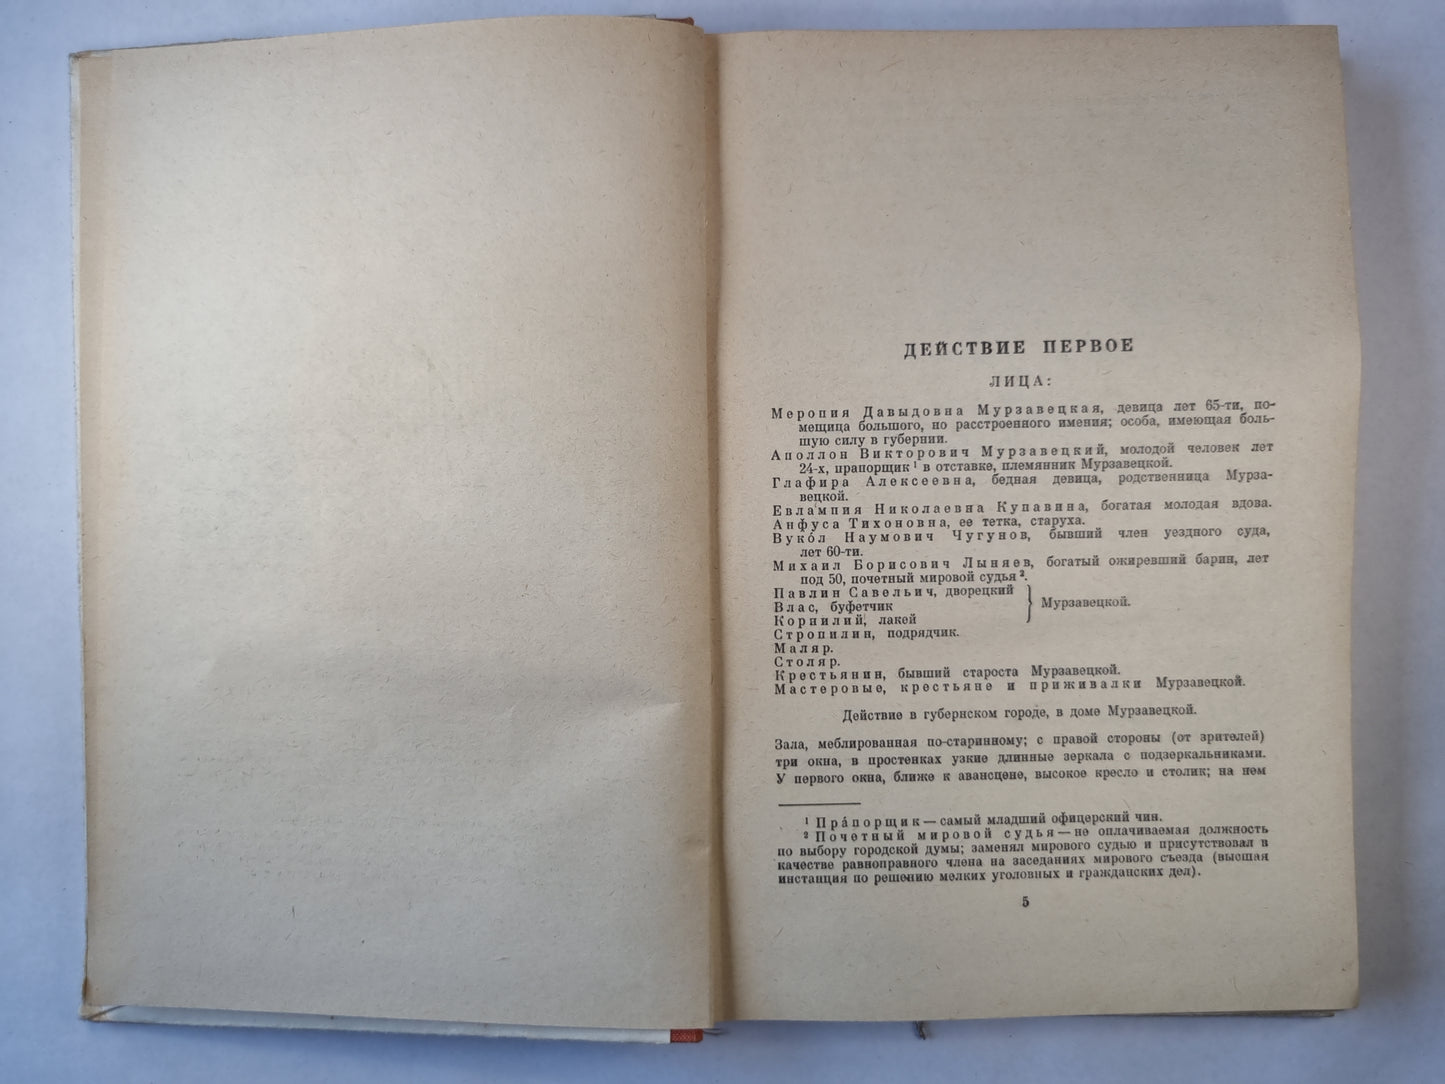 ДЕЙСТВИЕ ПЕРВОЕ
ЛИЦА:
Меропия Давыдовна Мурзавецкая, девица лет 65-ти, по-
мещица большого, но расстроенного имения; особа, имеющая боль-
шую силу в губернии.
Аполлон Викторович Мурзавецкий, молодой человек лет
24-х, прапорщик ¹ в отставке, племянник Мурзавецкой.
Глафира Алексеевна, бедная девица, родственница Мурза-
вецкой.
Евлампия Николаевна Купавина, богатая молодая вдова.
Анфуса Тихоновна, ее тетка, старуха.
Вуко́л Наумович Чугунов, бывший член уездного суда,
лет 60-ти.
Михаил Борисович Лыняев, богатый ожиревший барин, лет
под 50, почетный мировой судья ².
Павлин Савельич, дворецкий
Влас, буфетчик } Мурзавецкой.
Корнилий, лакей
Стропилин, подрядчик.
Маляр.
Столяр.
Крестьянин, бывший староста Мурзавецкой.
Мастеровые, крестьяне и приживалки Мурзавецкой.
Действие в губернском городе, в доме Мурзавецкой.
Зала, меблированная по-старинному; с правой стороны (от зрителей)
три окна, в простенках узкие длинные зеркала с подзеркальниками.
У первого окна, ближе к авансцене, высокое кресло и столик; на нем
¹ Пра́порщик — самый младший офицерский чин.
² Почетный мировой судья — не оплачиваемая должность
по выбору городской думы; заменял мирового судью и присутствовал в
качестве равноправного члена на заседаниях мирового съезда (высшая
инстанция по решению мелких уголовных и гражданских дел).
5